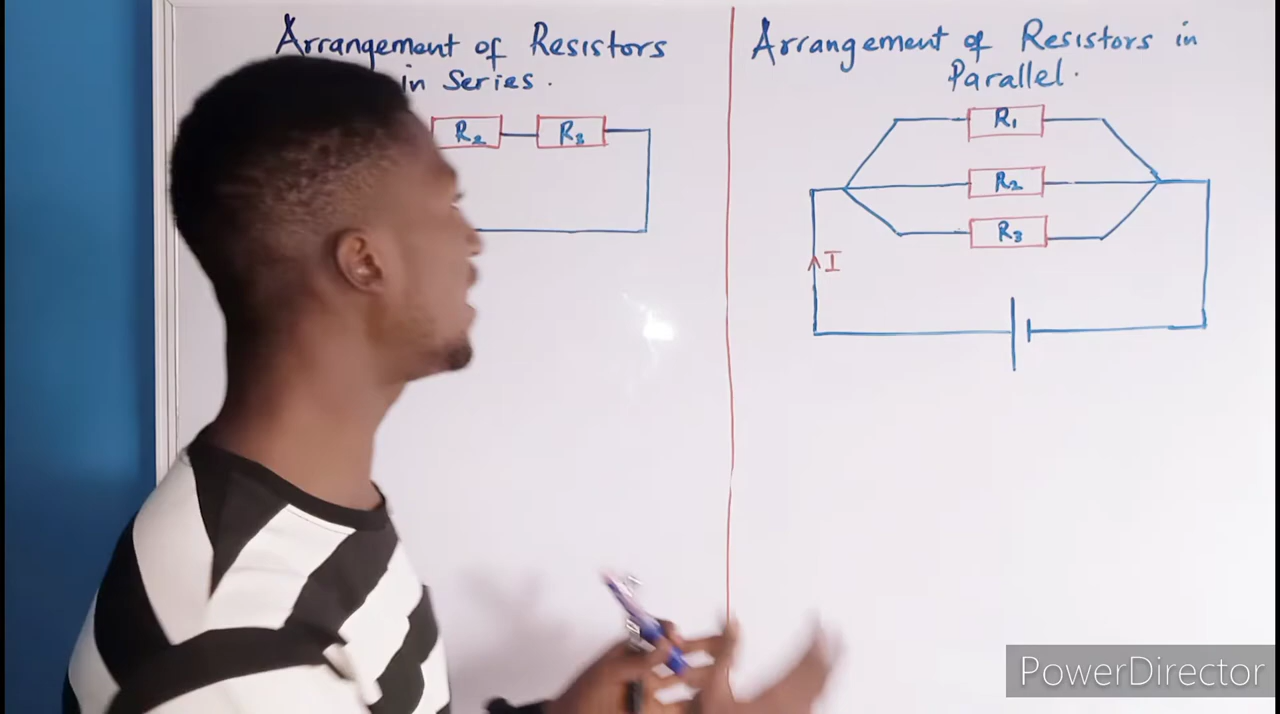 Arrangement of Resistors
in Series.
R2 R3
Arrangement of Resistors in
Parallel.
R1
R2
R3
I
PowerDirector